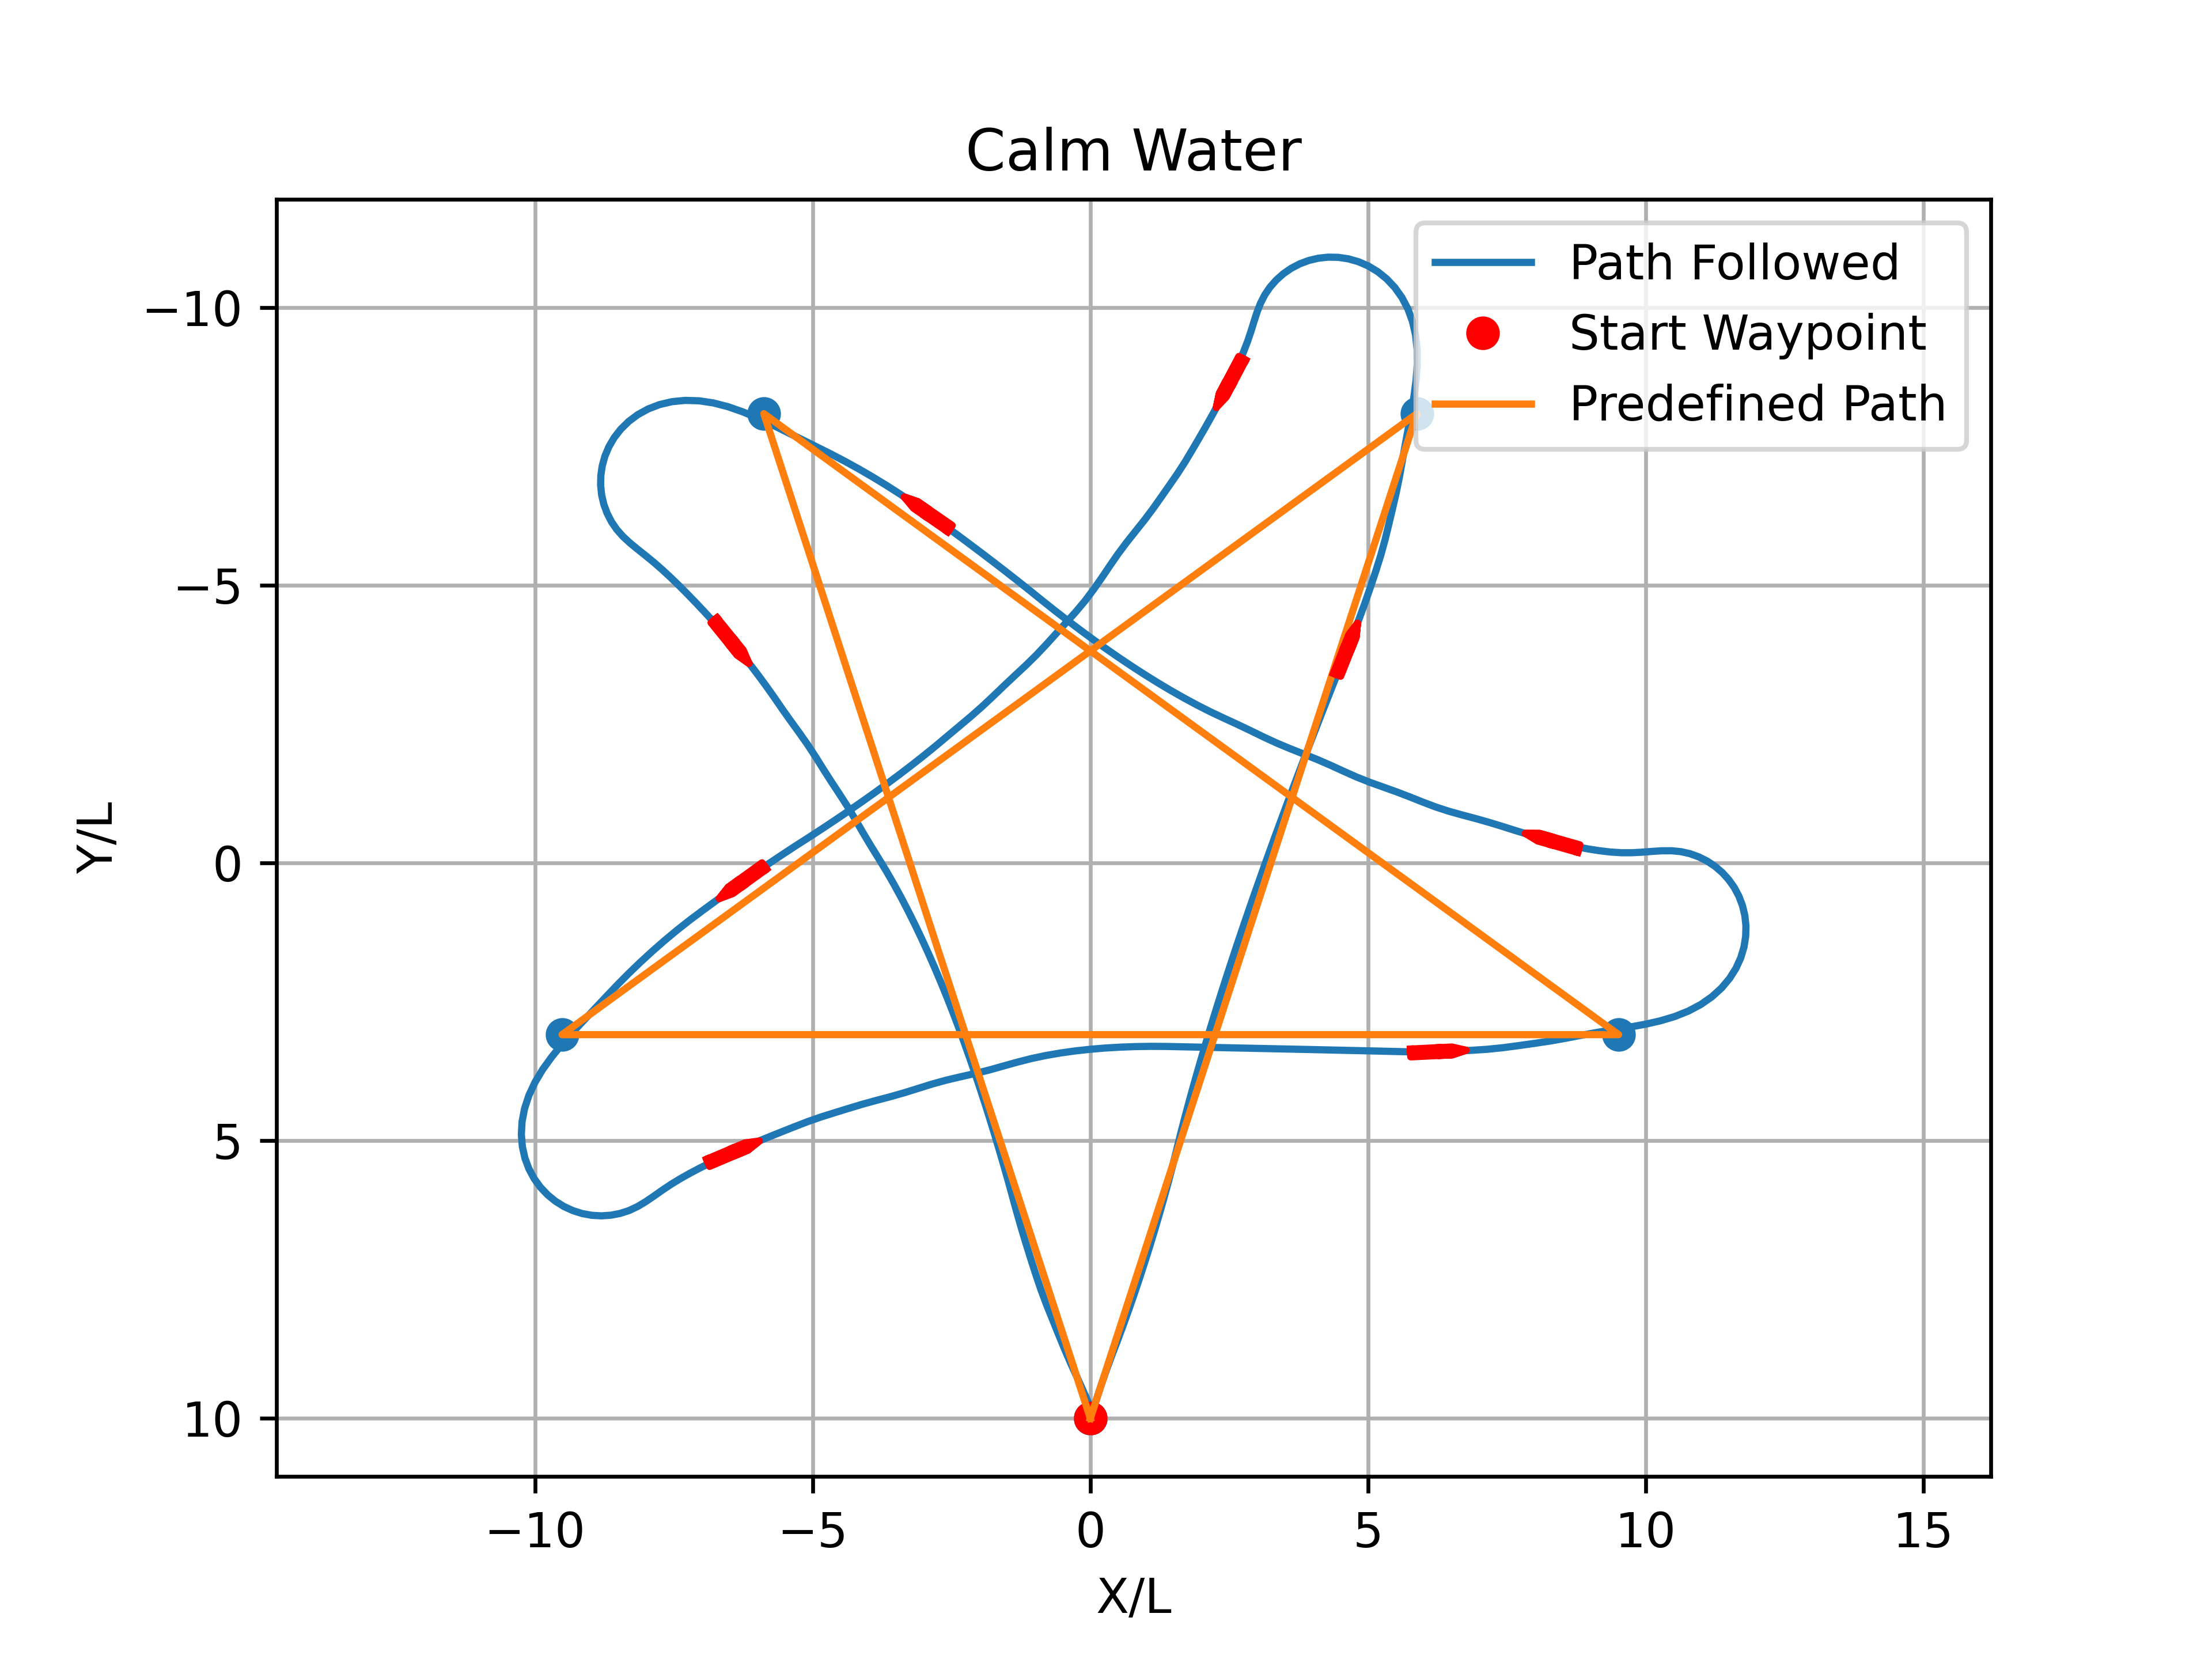 Calm Water
Path Followed
Start Waypoint
Predefined Path
−10
−5
0
5
10
Y/L
−10
−5
0
5
10
15
X/L